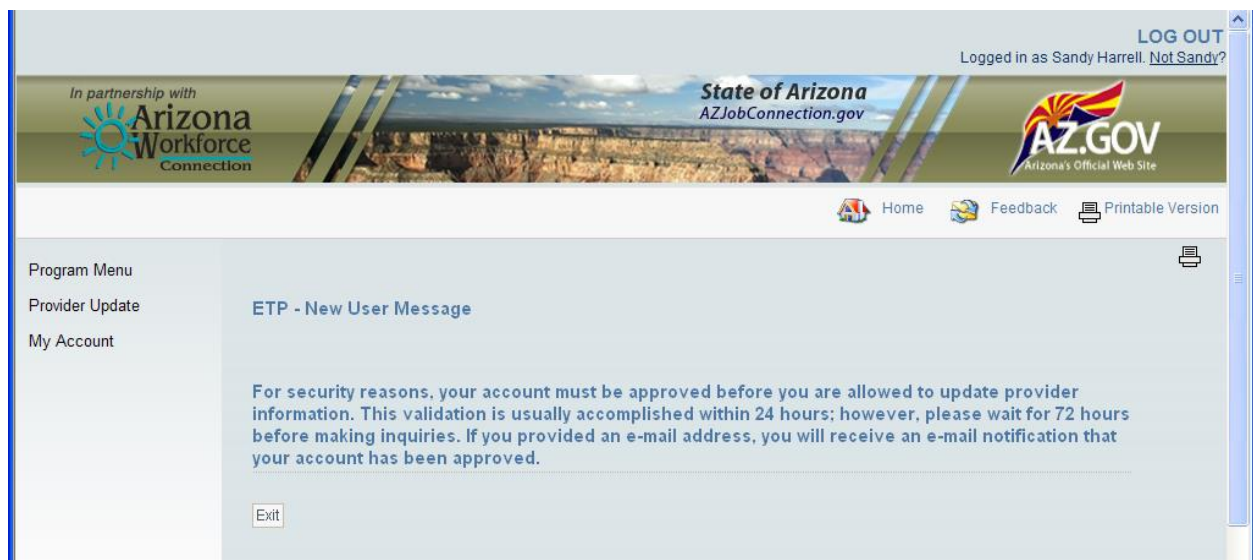 LOG OUT
Logged in as Sandy Harrell. Not Sandy?
In partnership with
Arizona
Workforce
Connection
State of Arizona
AZJobConnection.gov
AZ.GOV
Arizona's Official Web Site
Home Feedback Printable Version
Program Menu
Provider Update
My Account
ETP - New User Message
For security reasons, your account must be approved before you are allowed to update provider
information. This validation is usually accomplished within 24 hours; however, please wait for 72 hours
before making inquiries. If you provided an e-mail address, you will receive an e-mail notification that
your account has been approved.
Exit